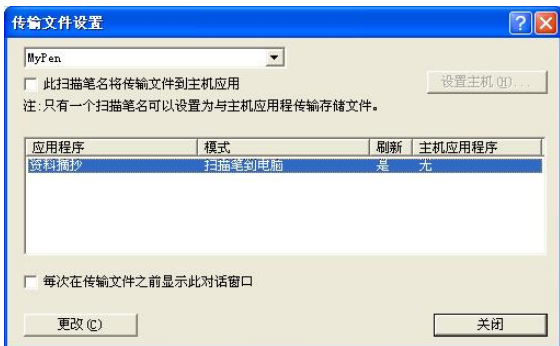 传输文件设置
MyPen
此扫描笔名将传输文件到主机应用
设置主机(H)...
注:只有一个扫描笔名可以设置为与主机应用程传输存储文件。
应用程序 模式 刷新 主机应用程序
资料摘抄 扫描笔到电脑 是 无
每次在传输文件之前显示此对话窗口
更改(C) 关闭